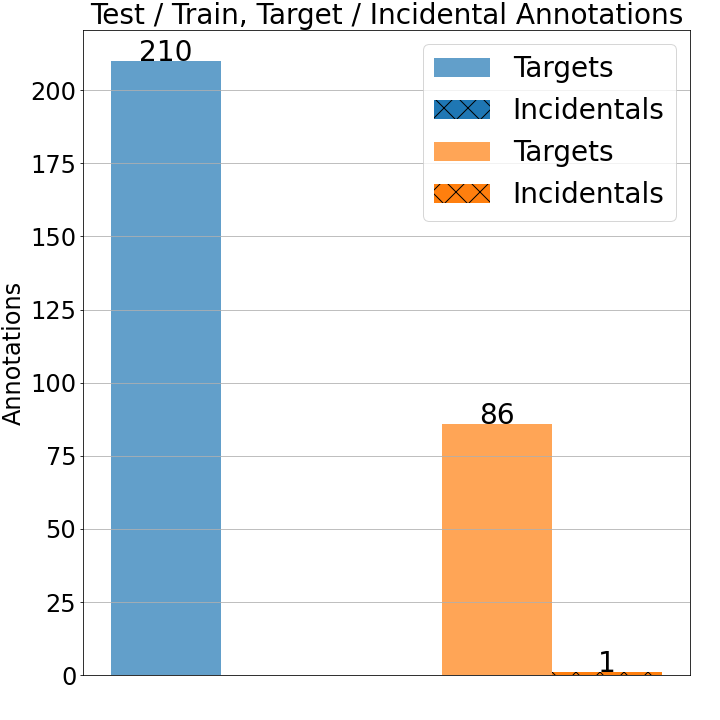 Test / Train, Target / Incidental Annotations
210
Targets
Incidentals
Targets
Incidentals
Annotations
200
175
150
125
100
75
50
25
0
86
1